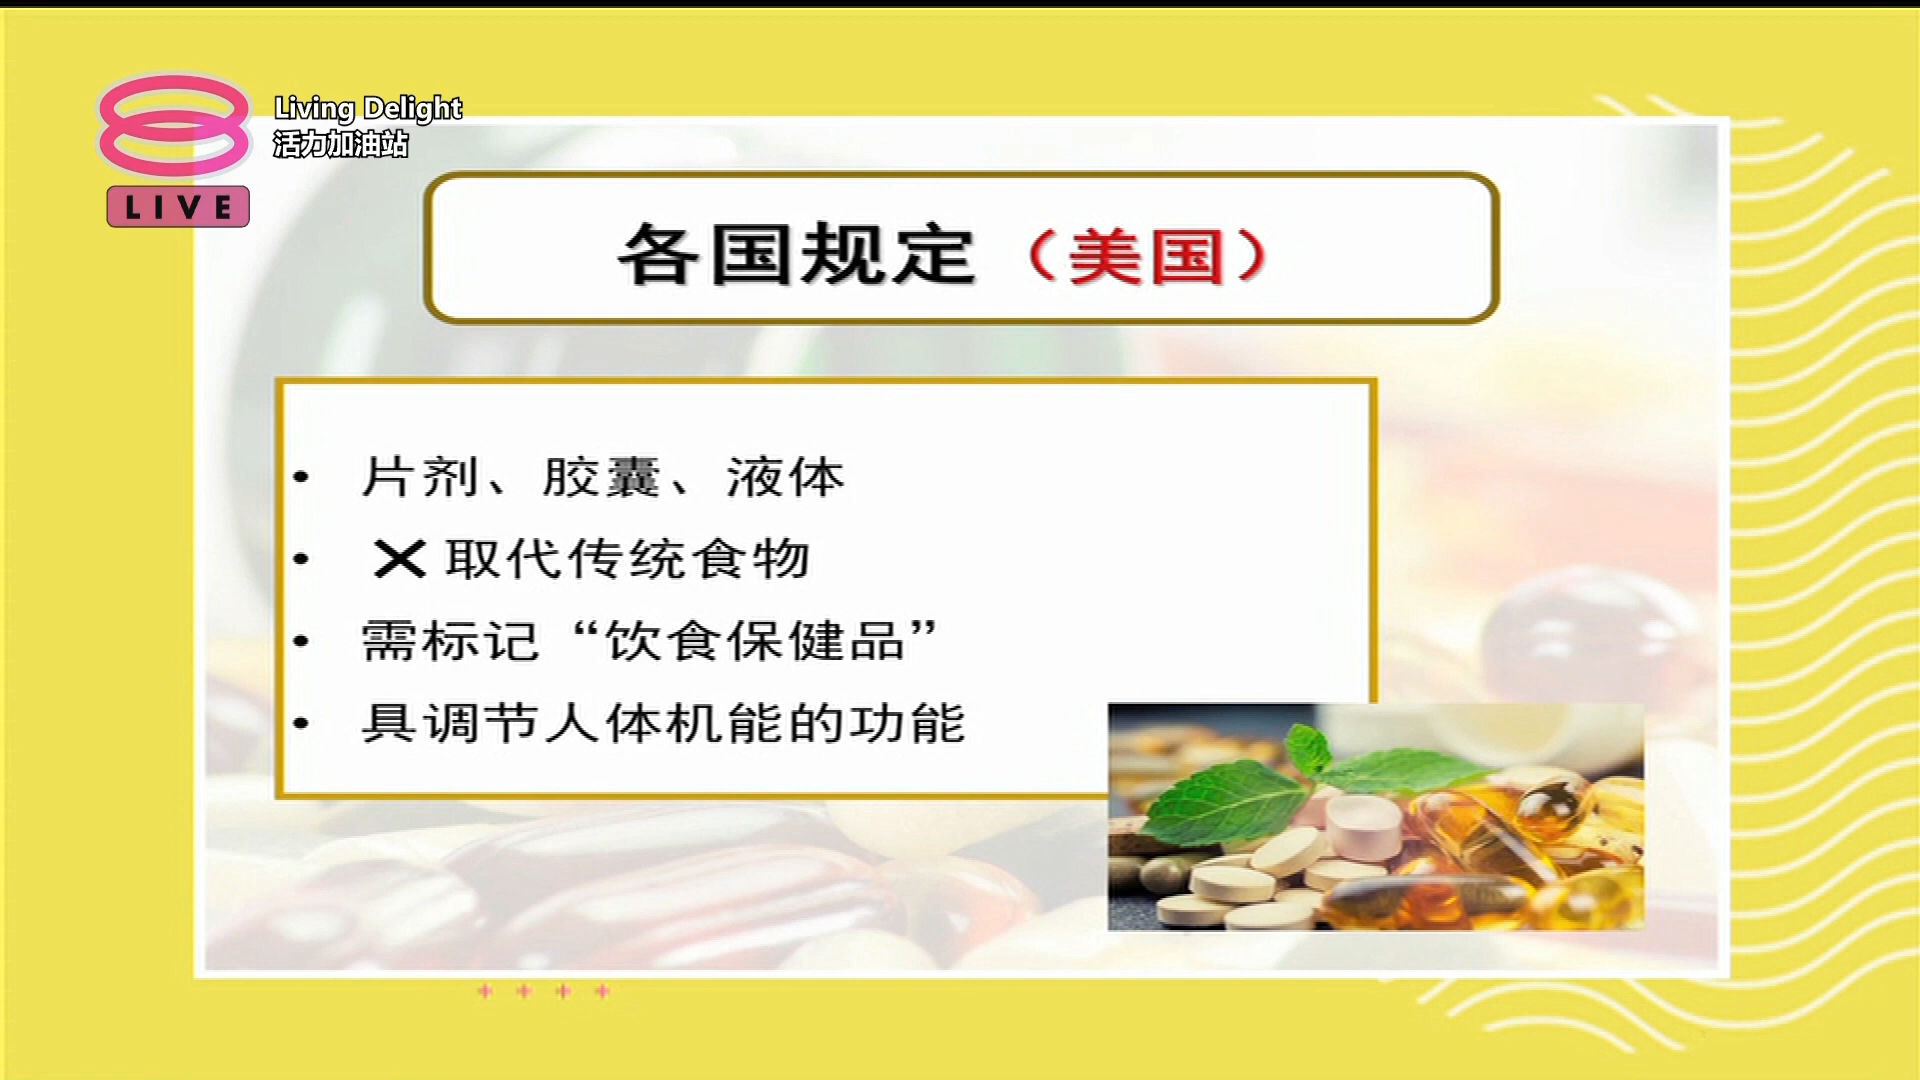 Living Delight
活力加油站
LIVE
各国规定（美国）
• 片剂、胶囊、液体
• ✕取代传统食物
• 需标记“饮食保健品”
• 具调节人体机能的功能